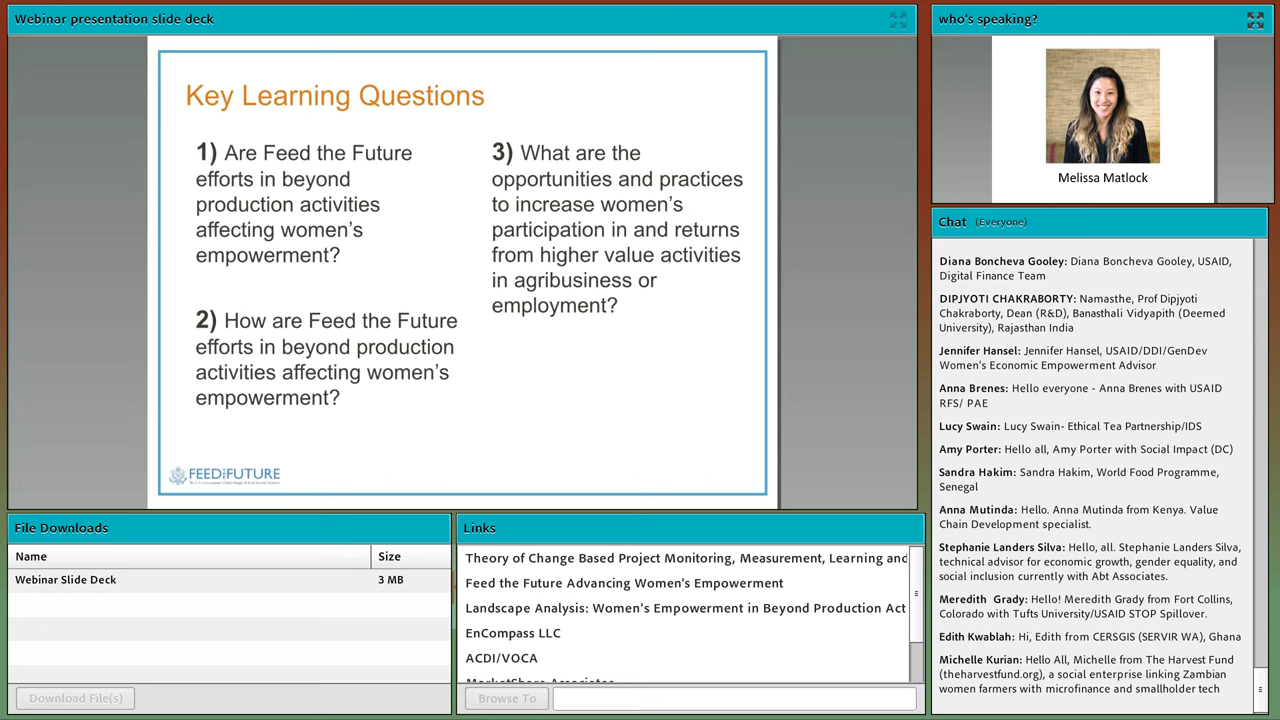 Webinar presentation slide deck
Key Learning Questions
1) Are Feed the Future
efforts in beyond
production activities
affecting women’s
empowerment?
2) How are Feed the Future
efforts in beyond production
activities affecting women’s
empowerment?
3) What are the
opportunities and practices
to increase women’s
participation in and returns
from higher value activities
in agribusiness or
employment?
FEED THE FUTURE
who's speaking?
Melissa Matlock
Chat (Everyone)
Diana Boncheva Gooley: Diana Boncheva Gooley, USAID,
Digital Finance Team
DIPJYOTI CHAKRABORTY: Namasthe, Prof Dipjyoti
Chakraborty, Dean (R&D), Banasthali Vidyapith (Deemed
University), Rajasthan India
Jennifer Hansel: Jennifer Hansel, USAID/DDI/GenDev
Women's Economic Empowerment Advisor
Anna Brenes: Hello everyone - Anna Brenes with USAID
RFS/ PAE
Lucy Swain: Lucy Swain- Ethical Tea Partnership/IDS
Amy Porter: Hello all, Amy Porter with Social Impact (DC)
Sandra Hakim: Sandra Hakim, World Food Programme,
Senegal
Anna Mutinda: Hello. Anna Mutinda from Kenya. Value
Chain Development specialist.
Stephanie Landers Silva: Hello, all. Stephanie Landers Silva,
technical advisor for economic growth, gender equality, and
social inclusion currently with Abt Associates.
Meredith Grady: Hello! Meredith Grady from Fort Collins,
Colorado with Tufts University/USAID STOP Spillover.
Edith Kwablah: Hi, Edith from CERSGIS (SERVIR WA), Ghana
Michelle Kurian: Hello All, Michelle from The Harvest Fund
(theharvestfund.org), a social enterprise linking Zambian
women farmers with microfinance and smallholder tech
File Downloads
Name Size
Webinar Slide Deck 3 MB
Download File(s)
Links
Theory of Change Based Project Monitoring, Measurement, Learning and
Feed the Future Advancing Women's Empowerment
Landscape Analysis: Women's Empowerment in Beyond Production Act
EnCompass LLC
ACDI/VOCA
MarketShare Associates
Browse To